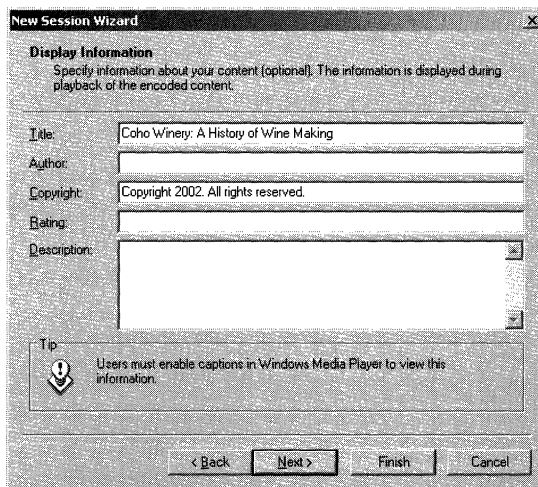 New Session Wizard
Display Information
Specify information about your content (optional). The information is displayed during
playback of the encoded content.
Title: Coho Winery: A History of Wine Making
Author:
Copyright: Copyright 2002. All rights reserved.
Rating:
Description:
Tip
Users must enable captions in Windows Media Player to view this
information.
< Back Next > Finish Cancel